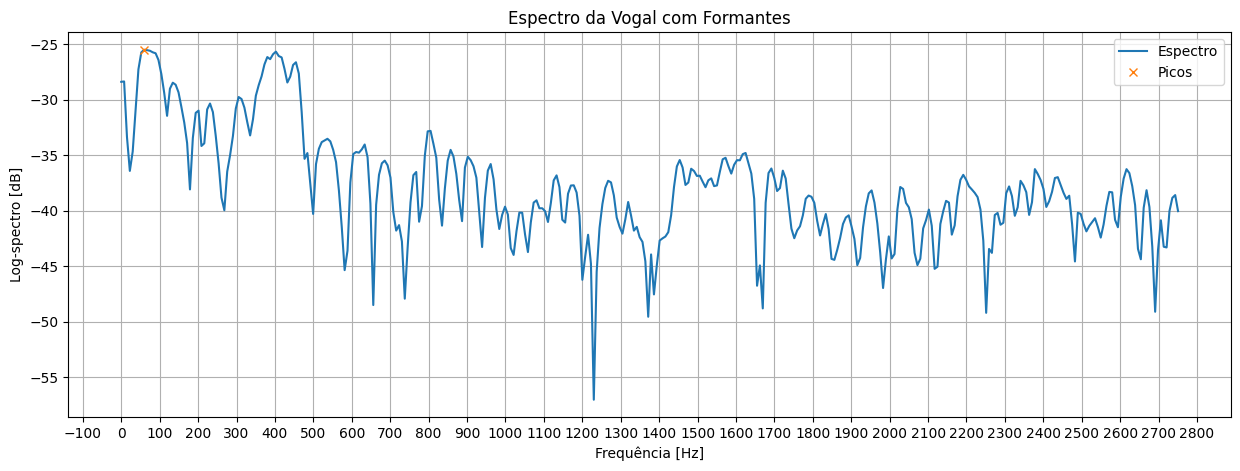 Espectro da Vogal com Formantes
Espectro
Picos
Log-spectro [dB]
−25
−30
−35
−40
−45
−50
−55
−100 0 100 200 300 400 500 600 700 800 900 1000 1100 1200 1300 1400 1500 1600 1700 1800 1900 2000 2100 2200 2300 2400 2500 2600 2700 2800
Frequência [Hz]